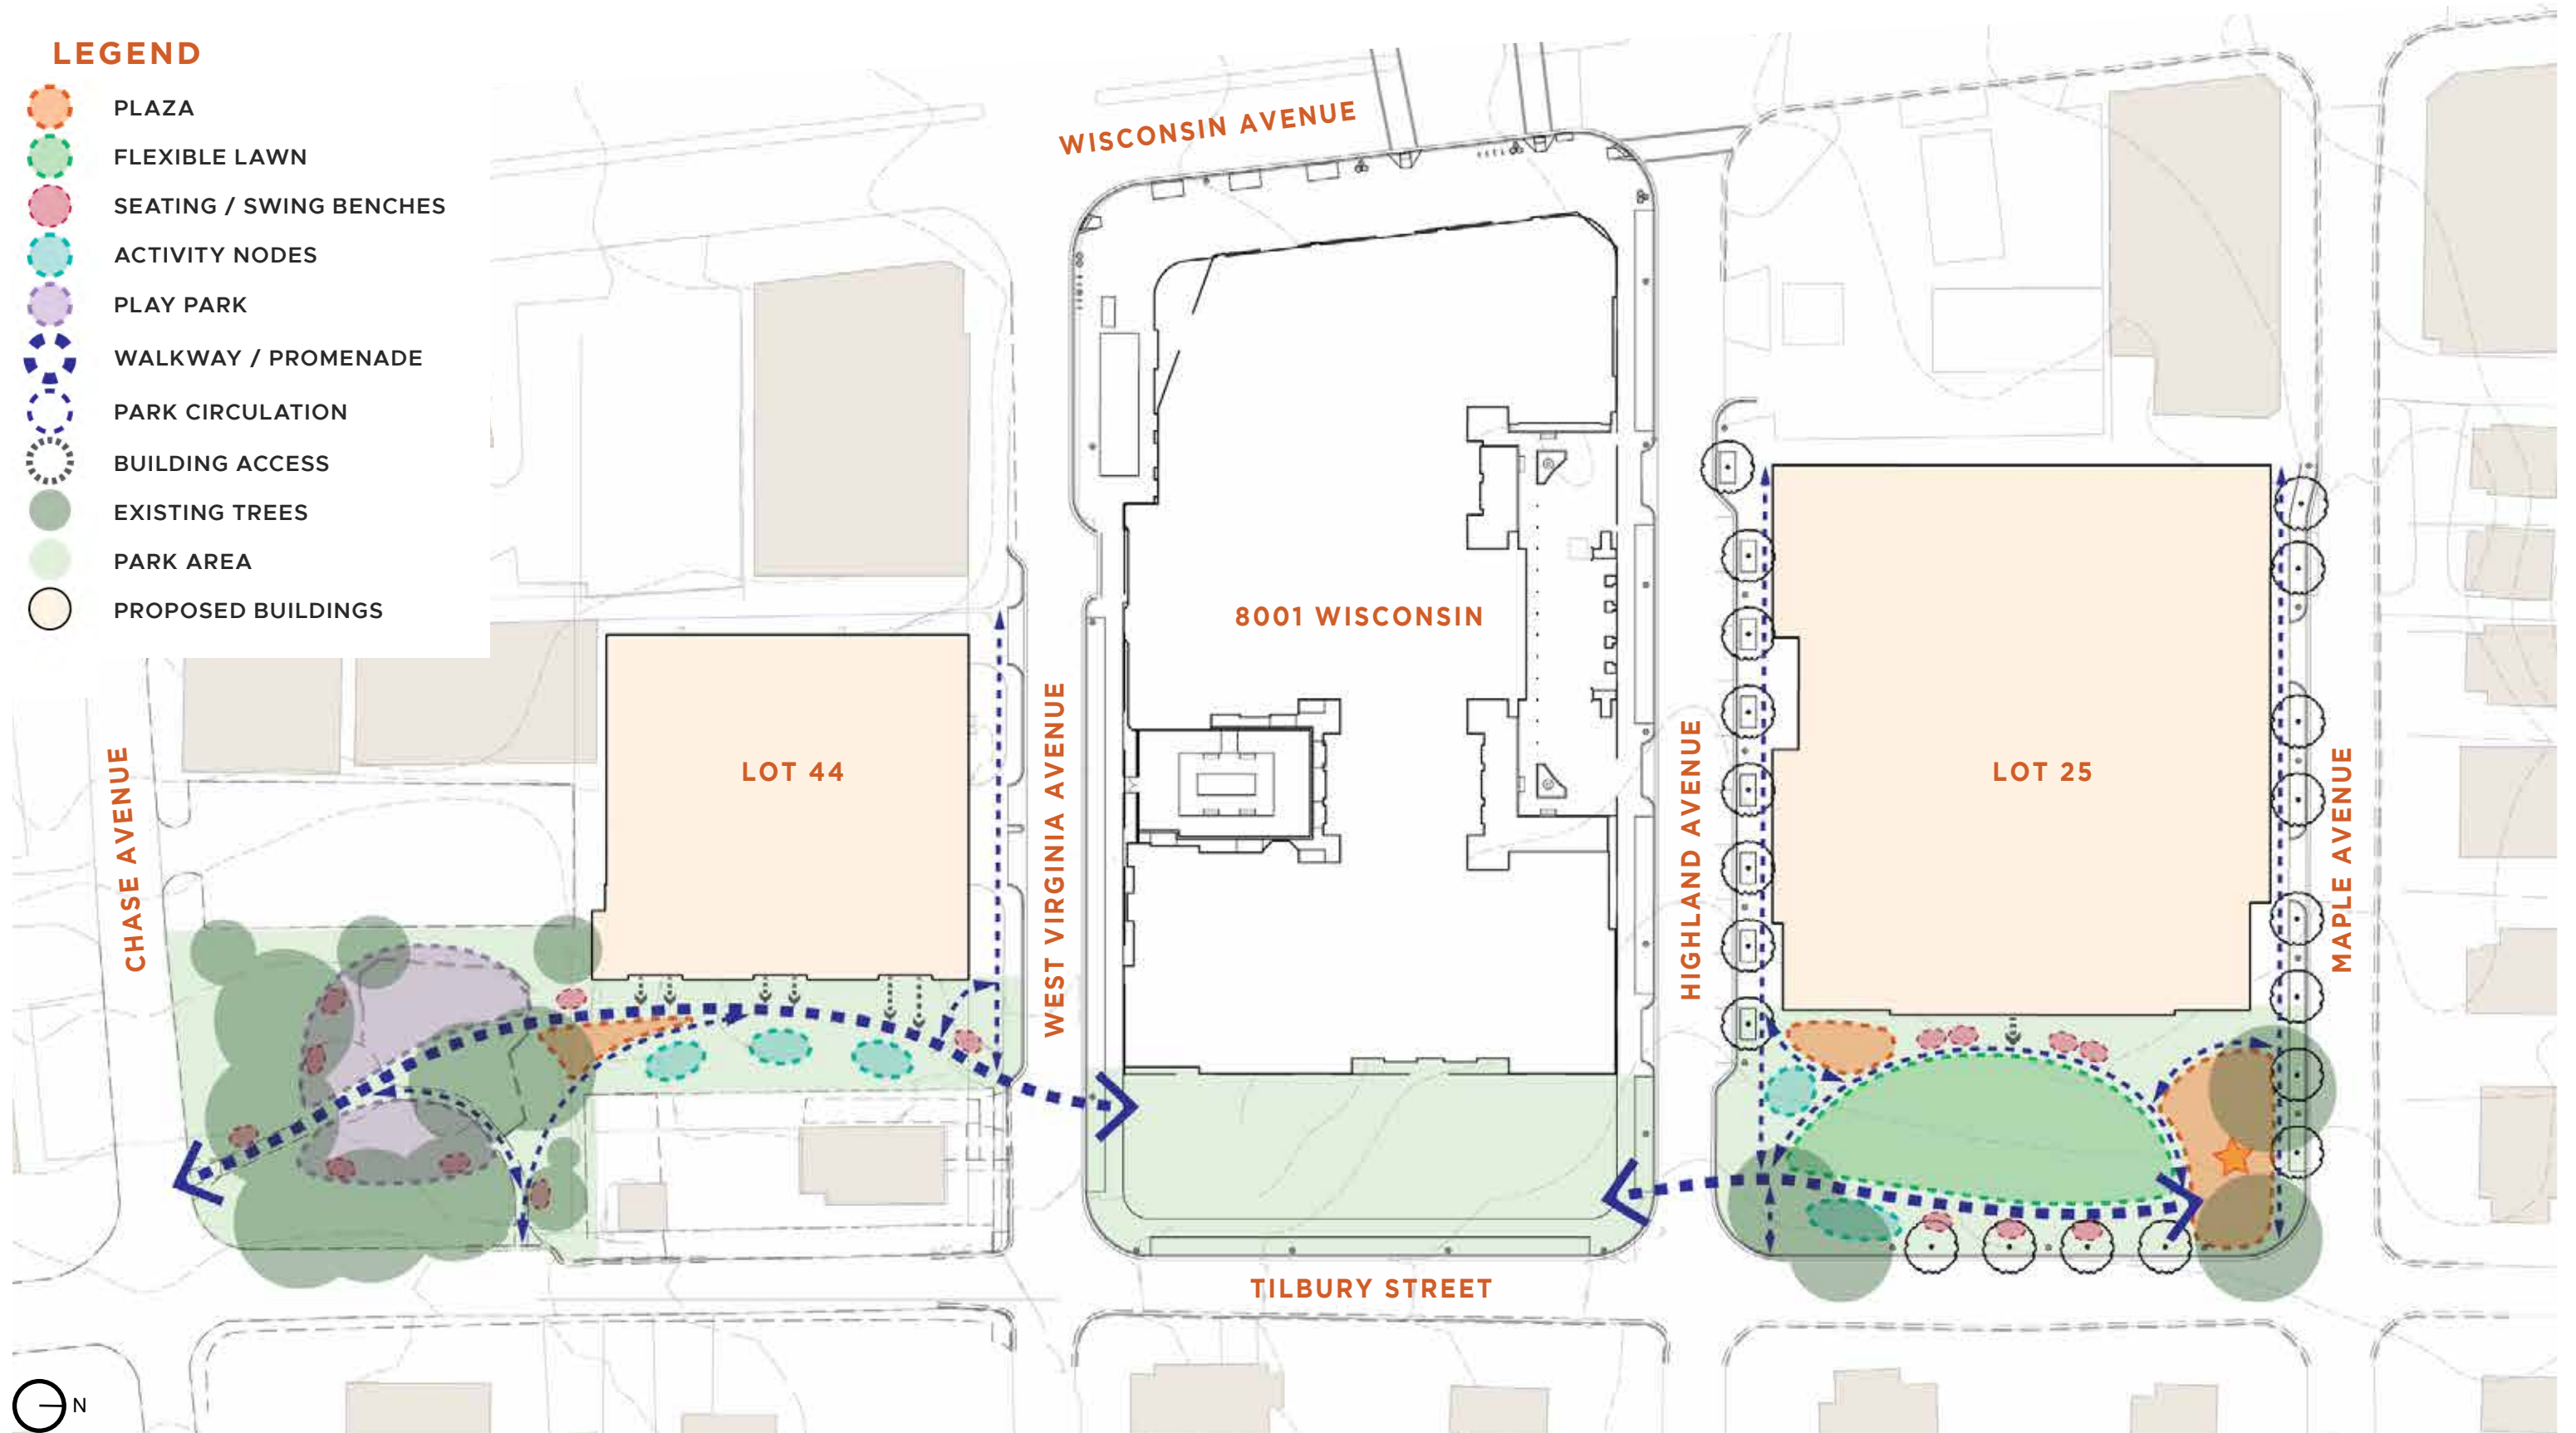 LEGEND
PLAZA
FLEXIBLE LAWN
SEATING / SWING BENCHES
ACTIVITY NODES
PLAY PARK
WALKWAY / PROMENADE
PARK CIRCULATION
BUILDING ACCESS
EXISTING TREES
PARK AREA
PROPOSED BUILDINGS
WISCONSIN AVENUE
8001 WISCONSIN
LOT 44
LOT 25
CHASE AVENUE
WEST VIRGINIA AVENUE
HIGHLAND AVENUE
MAPLE AVENUE
TILBURY STREET
N